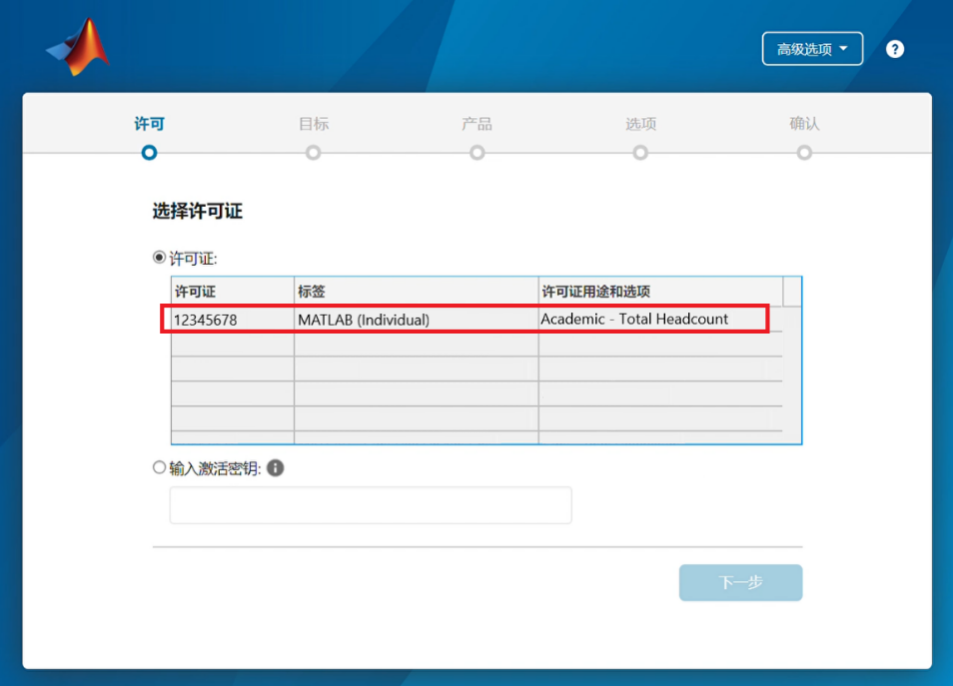 高级选项
?
许可 目标 产品 选项 确认
选择许可证
许可证:
许可证 标签 许可证用途和选项
12345678 MATLAB (Individual) Academic - Total Headcount
输入激活密钥: i
下一步